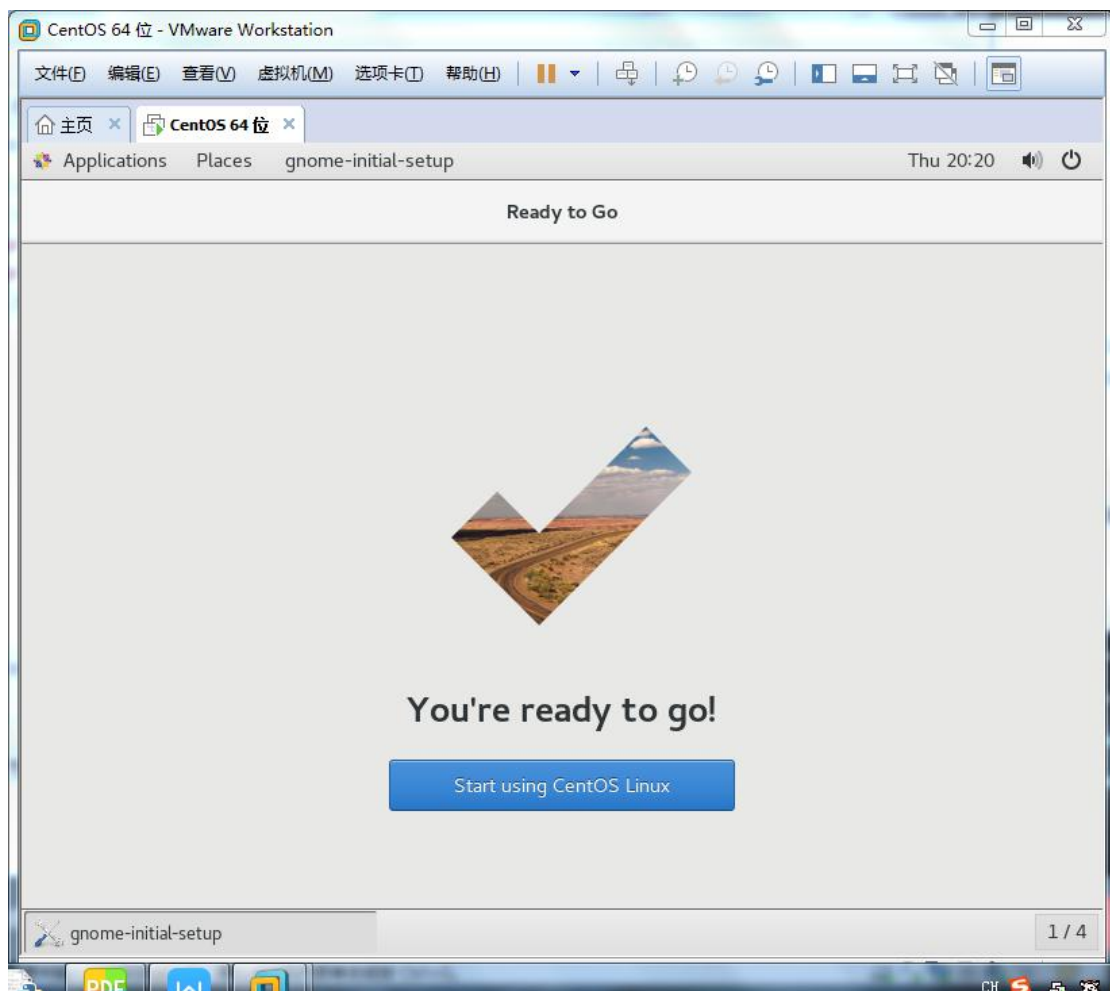 CentOS 64 位 - VMware Workstation
文件(F) 编辑(E) 查看(V) 虚拟机(M) 选项卡(T) 帮助(H)
主页 CentOS 64 位
Applications Places gnome-initial-setup Thu 20:20
Ready to Go
You're ready to go!
Start using CentOS Linux
gnome-initial-setup 1 / 4
PDF CH